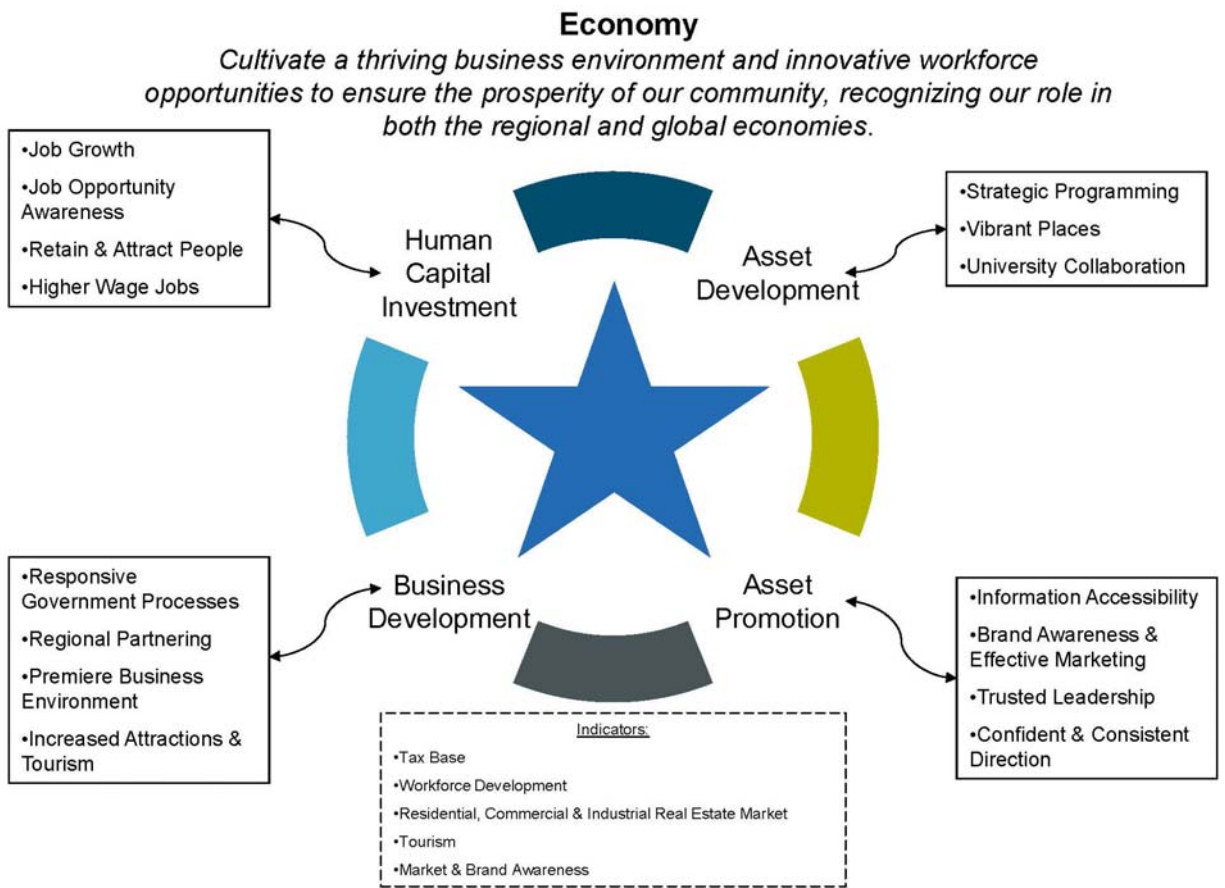 Economy
Cultivate a thriving business environment and innovative workforce
opportunities to ensure the prosperity of our community, recognizing our role in
both the regional and global economies.
•Job Growth
•Job Opportunity
Awareness
•Retain & Attract People
•Higher Wage Jobs
Human
Capital
Investment
Asset
Development
•Strategic Programming
•Vibrant Places
•University Collaboration
•Responsive
Government Processes
•Regional Partnering
•Premiere Business
Environment
•Increased Attractions &
Tourism
Business
Development
Asset
Promotion
•Information Accessibility
•Brand Awareness &
Effective Marketing
•Trusted Leadership
•Confident & Consistent
Direction
Indicators:
•Tax Base
•Workforce Development
•Residential, Commercial & Industrial Real Estate Market
•Tourism
•Market & Brand Awareness